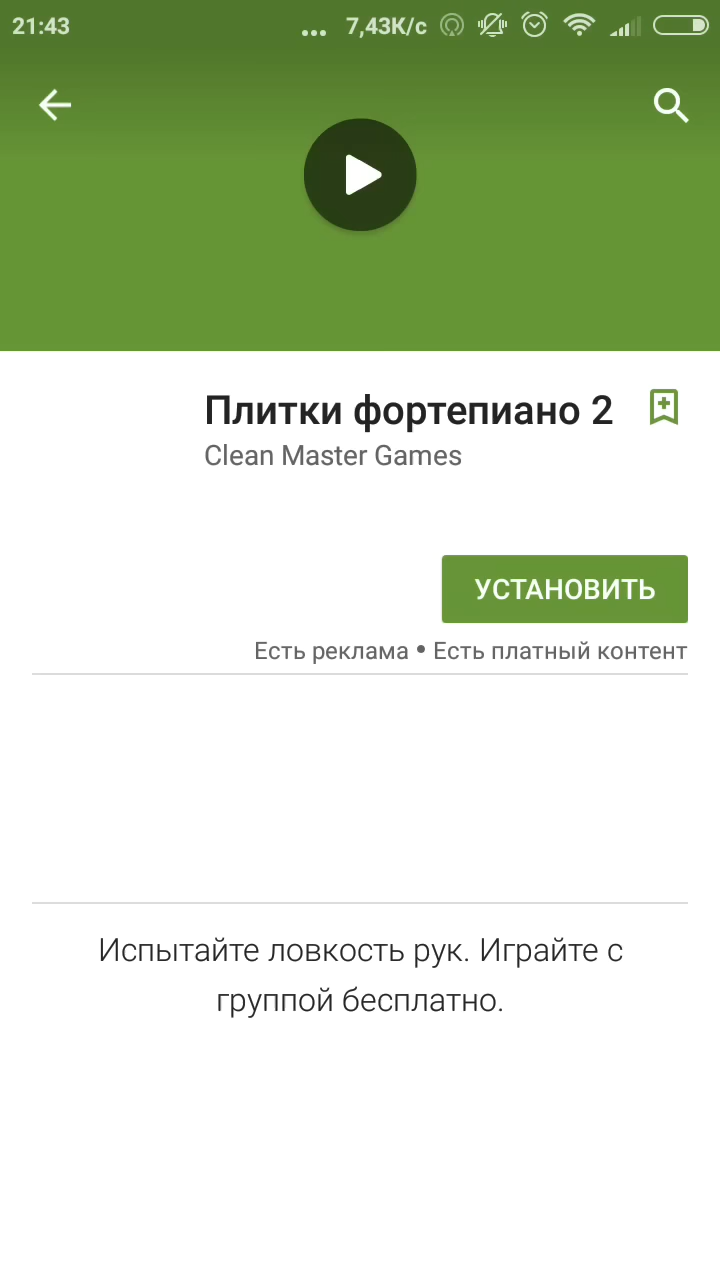 21:43 ... 7,43K/c
Плитки фортепиано 2
Clean Master Games
УСТАНОВИТЬ
Есть реклама • Есть платный контент
Испытайте ловкость рук. Играйте с
группой бесплатно.